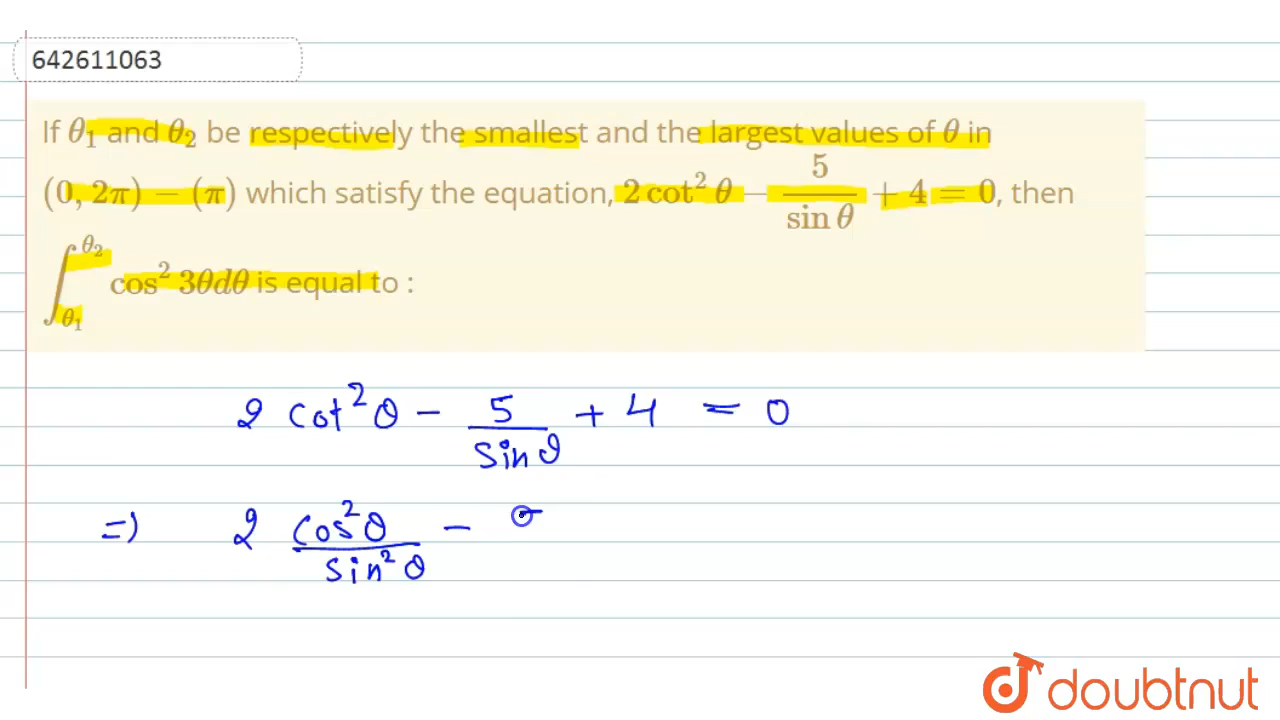 642611063
If θ₁ and θ₂ be respectively the smallest and the largest values of θ in
(0, 2π) − (π) which satisfy the equation, 2 cot² θ − 5/sin θ + 4 = 0, then
∫_θ₁^θ₂ cos² 3θdθ is equal to :
2 cot²θ − 5/sinθ + 4 = 0
⇒ 2 cos²θ/sin²θ −
doubtnut